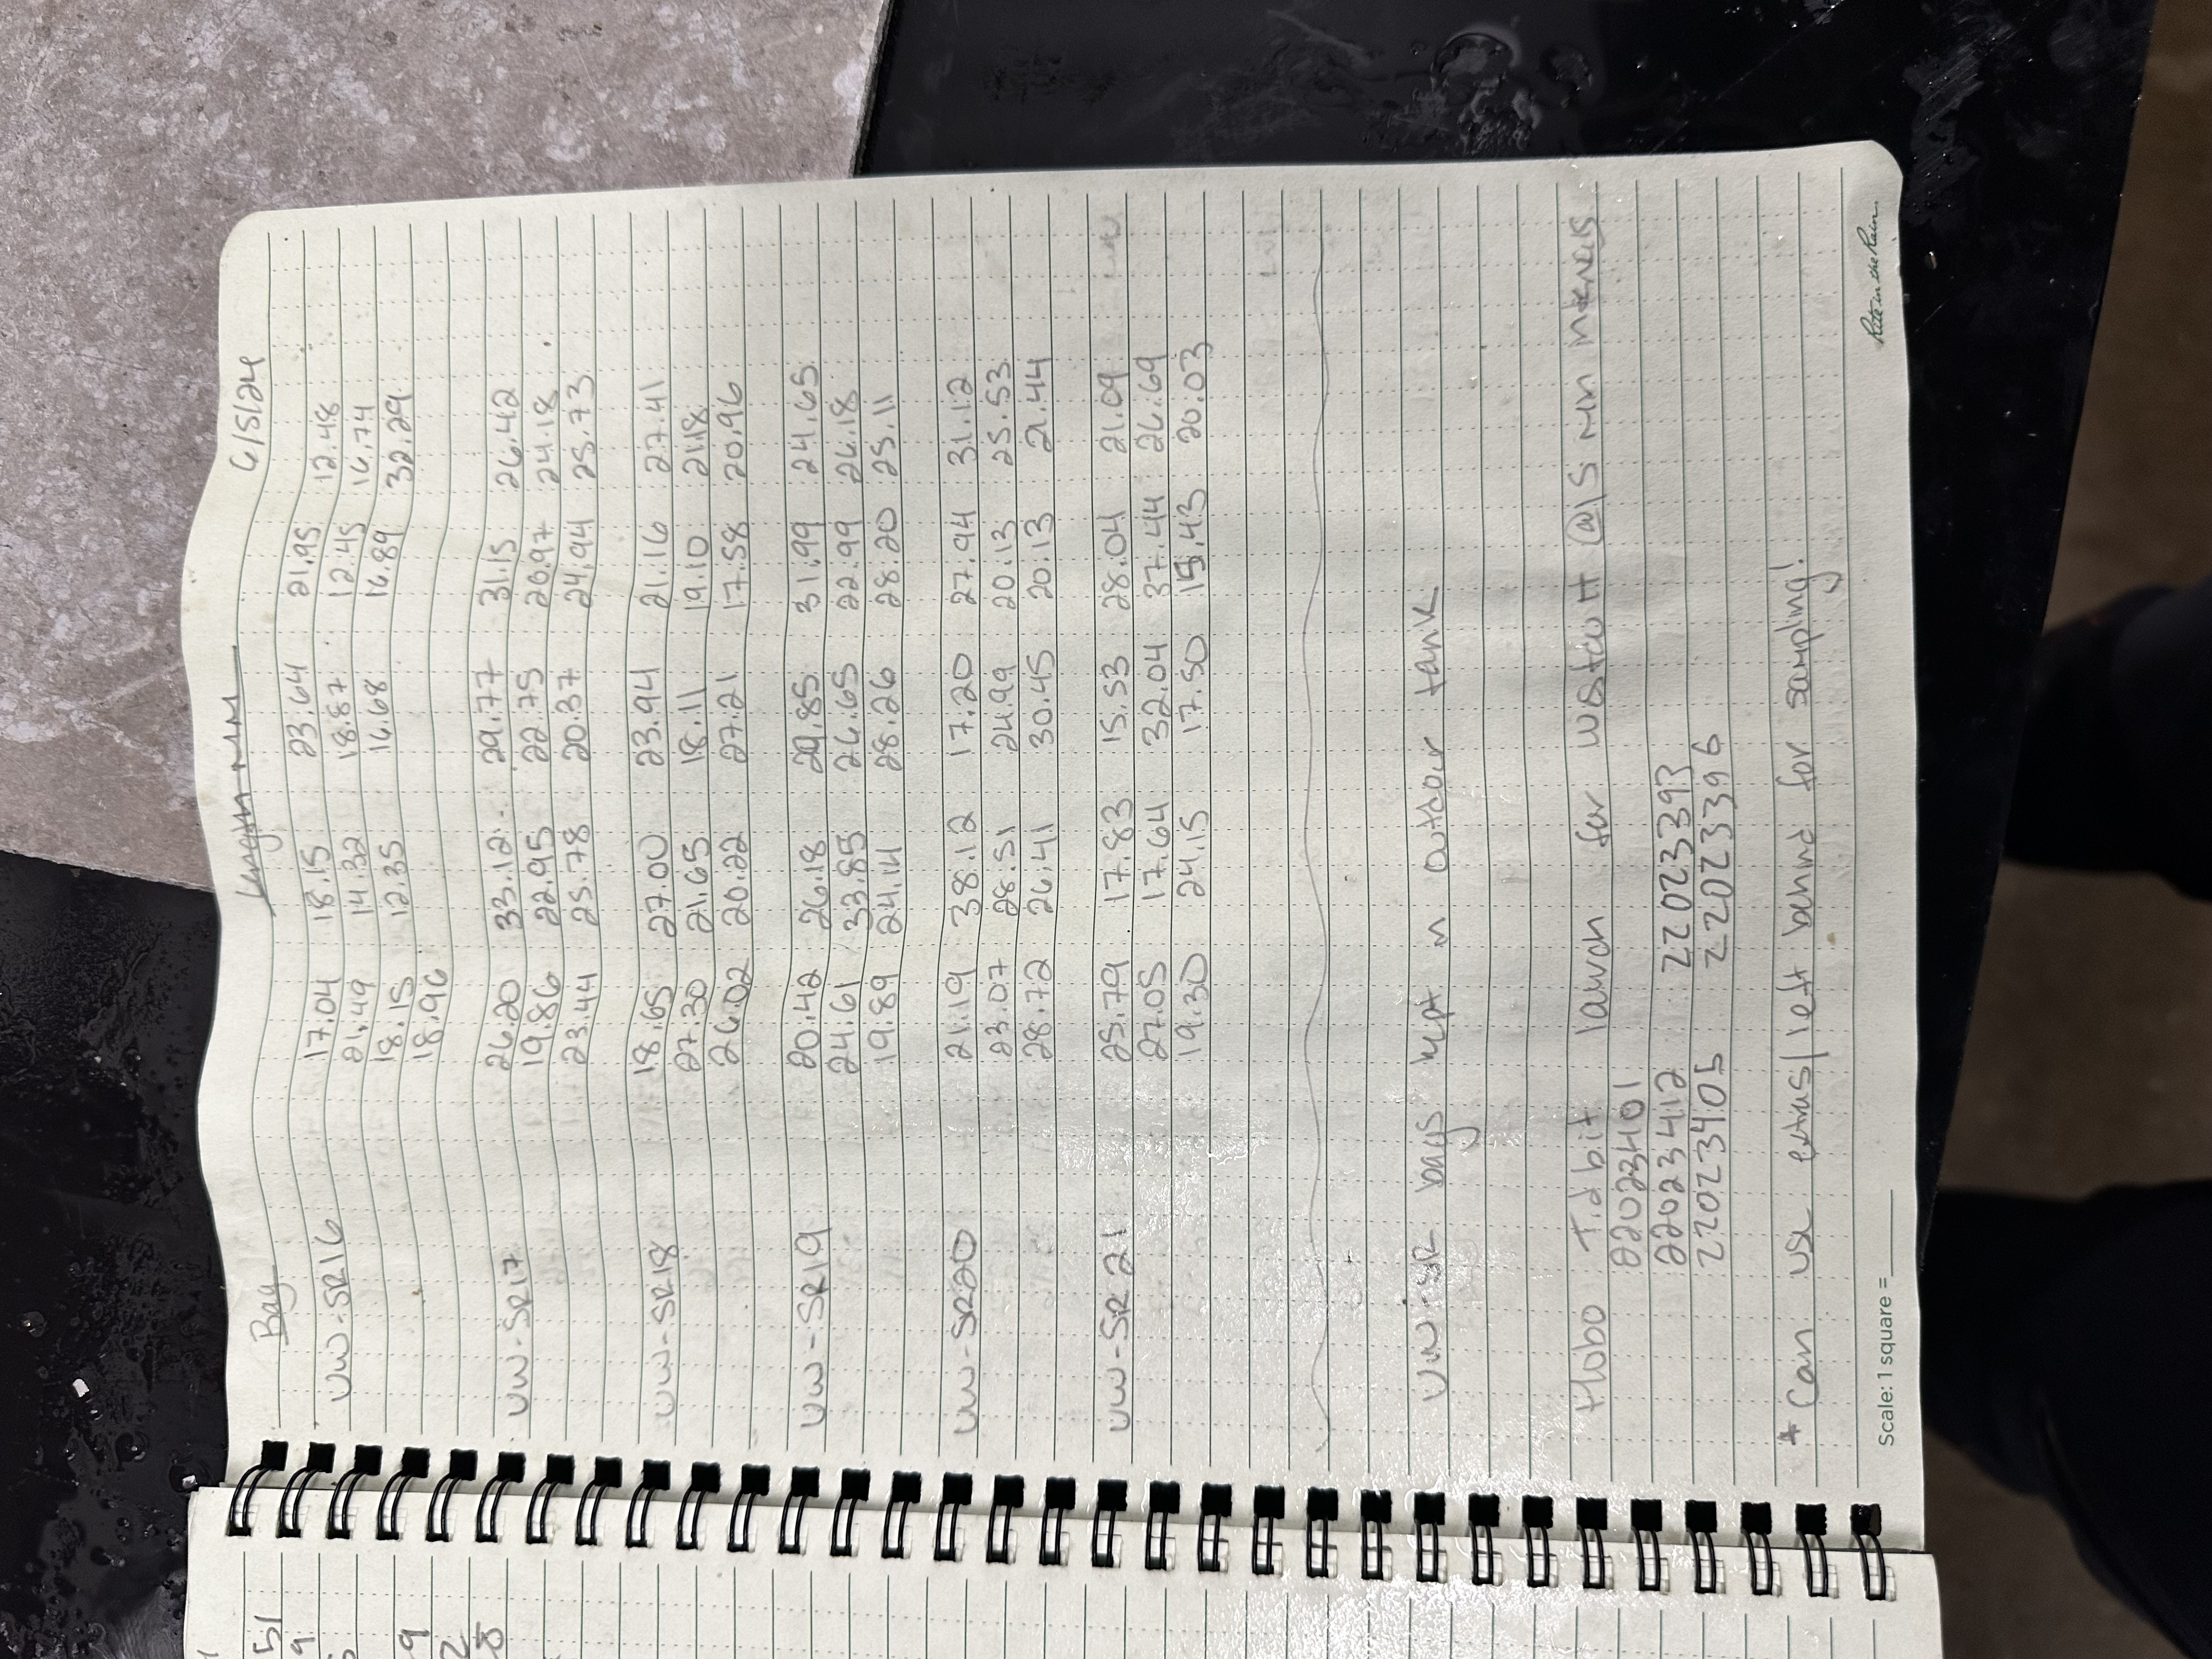 51
9
9
2
Bag Length MM 6/5/24
UW-SR16 17.04 18.15 23.64 21.95 12.48
21.49 14.32 18.87 12.45 16.74
18.15 12.35 16.68 16.89 32.29
18.96
UW-SR17 26.20 33.12 29.77 31.15 26.42
19.86 22.95 22.75 20.97 24.18
23.44 25.78 20.37 24.94 25.73
UW-SR18 18.65 27.00 23.94 21.16 27.41
27.30 21.65 18.11 19.10 21.18
26.02 20.22 27.21 17.58 20.96
UW-SR19 20.42 26.18 29.85 31.99 24.65
24.61 33.85 26.65 22.99 26.18
19.89 24.14 28.26 28.20 25.11
UW-SR20 21.19 38.12 17.20 27.94 31.12
23.07 28.51 24.99 20.13 25.53
28.72 26.41 30.45 20.13 21.44
UW-SR21 25.79 17.83 15.53 28.04 21.09
27.05 17.64 32.04 37.44 26.69
19.30 24.15 17.50 15.43 20.03
UW-SR bags kept in outdoor tank
Hobo Tidbit launch for Westcott @15 min intervals
22023401
22023412 22023393
22023405 22023396
* Can use extras/left behind for sampling!
Scale: 1 square =______ Rite in the Rain